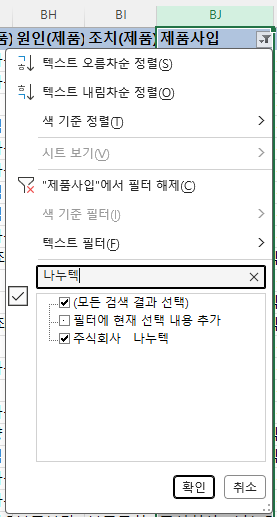 BH BI BJ
품) 원인(제품) 조치(제품) 제품사입
텍스트 오름차순 정렬(S)
텍스트 내림차순 정렬(O)
색 기준 정렬(T)
시트 보기(V)
"제품사입"에서 필터 해제(C)
색 기준 필터(I)
텍스트 필터(F)
나누텍
(모든 검색 결과 선택)
필터에 현재 선택 내용 추가
주식회사 나누텍
확인 취소